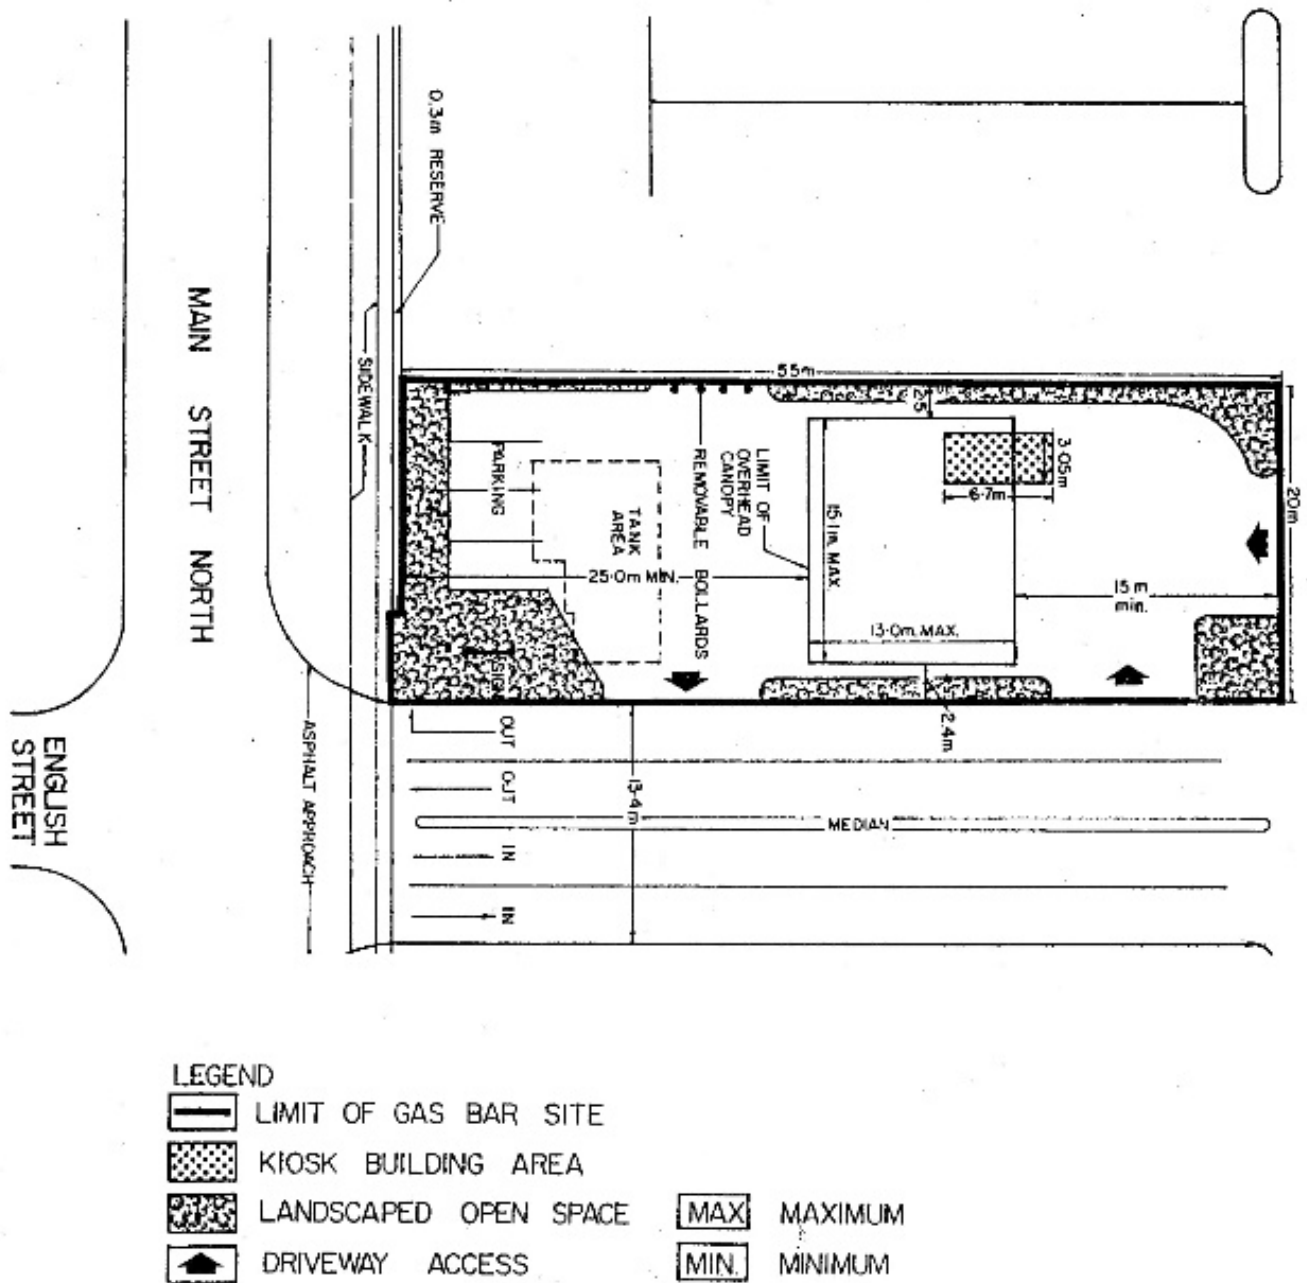 0.3m RESERVE
MAIN STREET NORTH
SIDEWALK
55m
2.5
PARKING
TANK
AREA
REMOVABLE BOLLARDS
LIMIT OF
OVERHEAD
CANOPY
15.1m. MAX.
3.05m
6.7m
20m
25.0m MIN.
15 m
min.
13.0m. MAX.
SIGN
2.4m
OUT
OUT
13.4m
MEDIAN
IN
IN
ASPHALT APPROACH
ENGLISH
STREET
LEGEND
LIMIT OF GAS BAR SITE
KIOSK BUILDING AREA
LANDSCAPED OPEN SPACE
MAX MAXIMUM
DRIVEWAY ACCESS
MIN. MINIMUM